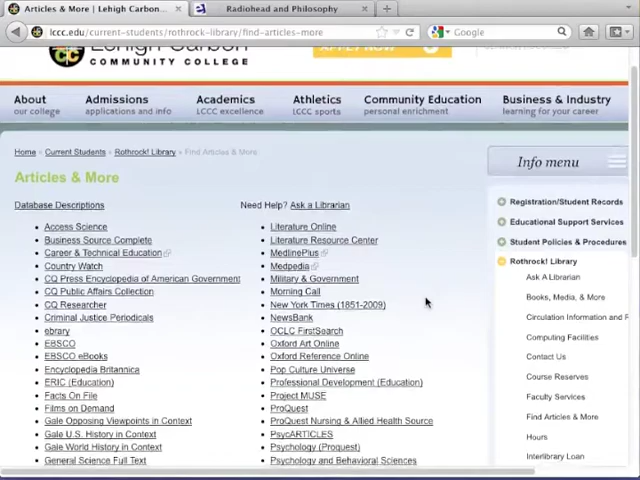 Articles & More | Lehigh Carbon...
Radiohead and Philosophy
lccc.edu/current-students/rothrock-library/find-articles-more
Google
COMMUNITY COLLEGE
About
our college
Admissions
applications and info
Academics
LCCC excellence
Athletics
LCCC sports
Community Education
personal enrichment
Business & Industry
learning for your career
Home » Current Students » Rothrock! Library » Find Articles & More
Info menu
Articles & More
Database Descriptions
Need Help? Ask a Librarian
Access Science
Business Source Complete
Career & Technical Education
Country Watch
CQ Press Encyclopedia of American Government
CQ Public Affairs Collection
CQ Researcher
Criminal Justice Periodicals
ebrary
EBSCO
EBSCO eBooks
Encyclopedia Britannica
ERIC (Education)
Facts On File
Films on Demand
Gale Opposing Viewpoints in Context
Gale U.S. History in Context
Gale World History in Context
General Science Full Text
Literature Online
Literature Resource Center
MedlinePlus
Medpedia
Military & Government
Morning Call
New York Times (1851-2009)
NewsBank
OCLC FirstSearch
Oxford Art Online
Oxford Reference Online
Pop Culture Universe
Professional Development (Education)
Project MUSE
ProQuest
ProQuest Nursing & Allied Health Source
PsycARTICLES
Psychology (Proquest)
Psychology and Behavioral Sciences
Registration/Student Records
Educational Support Services
Student Policies & Procedures
Rothrock! Library
Ask A Librarian
Books, Media, & More
Circulation Information and P
Computing Facilities
Contact Us
Course Reserves
Faculty Services
Find Articles & More
Hours
Interlibrary Loan